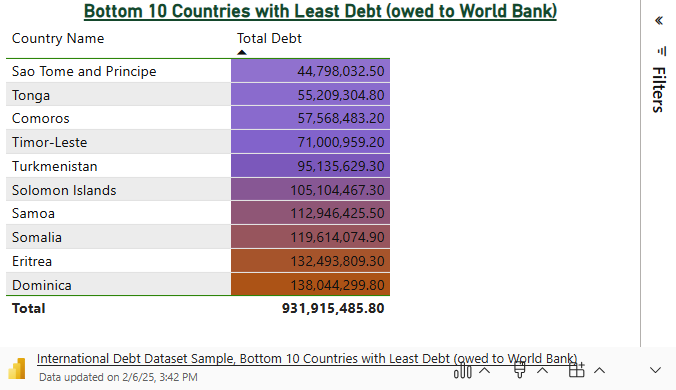 Bottom 10 Countries with Least Debt (owed to World Bank)
Country Name Total Debt
Sao Tome and Principe 44,798,032.50
Tonga 55,209,304.80
Comoros 57,568,483.20
Timor-Leste 71,000,959.20
Turkmenistan 95,135,629.30
Solomon Islands 105,104,467.30
Samoa 112,946,425.50
Somalia 119,614,074.90
Eritrea 132,493,809.30
Dominica 138,044,299.80
Total 931,915,485.80
Filters
International Debt Dataset Sample, Bottom 10 Countries with Least Debt (owed to World Bank)
Data updated on 2/6/25, 3:42 PM